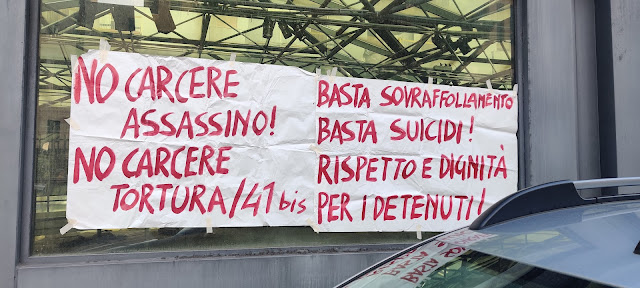 NO CARCERE
ASSASSINO!
NO CARCERE
TORTURA/41 bis
BASTA SOVRAFFOLLAMENTO
BASTA SUICIDI!
RISPETTO E DIGNITÀ
PER I DETENUTI!